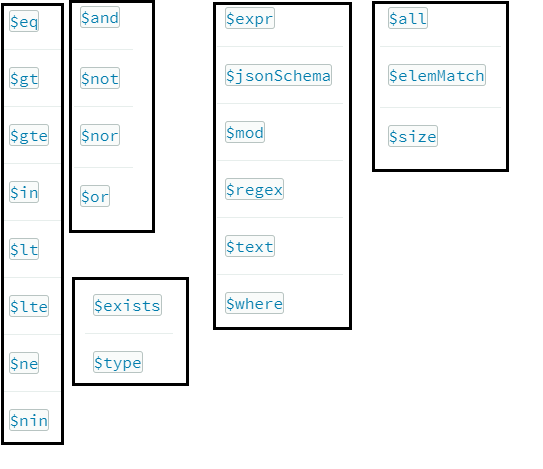 $eq
$gt
$gte
$in
$lt
$lte
$ne
$nin
$and
$not
$nor
$or
$exists
$type
$expr
$jsonSchema
$mod
$regex
$text
$where
$all
$elemMatch
$size